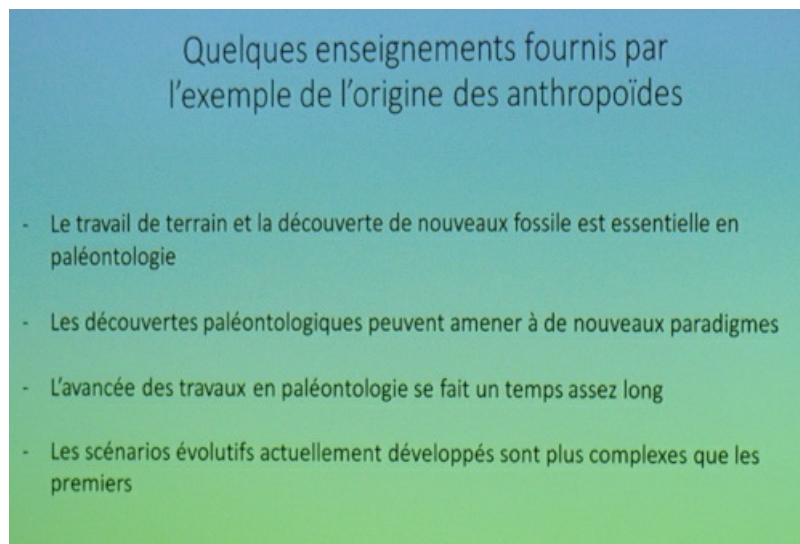 Quelques enseignements fournis par
l'exemple de l'origine des anthropoïdes
- Le travail de terrain et la découverte de nouveaux fossile est essentielle en
paléontologie
- Les découvertes paléontologiques peuvent amener à de nouveaux paradigmes
- L'avancée des travaux en paléontologie se fait un temps assez long
- Les scénarios évolutifs actuellement développés sont plus complexes que les
premiers